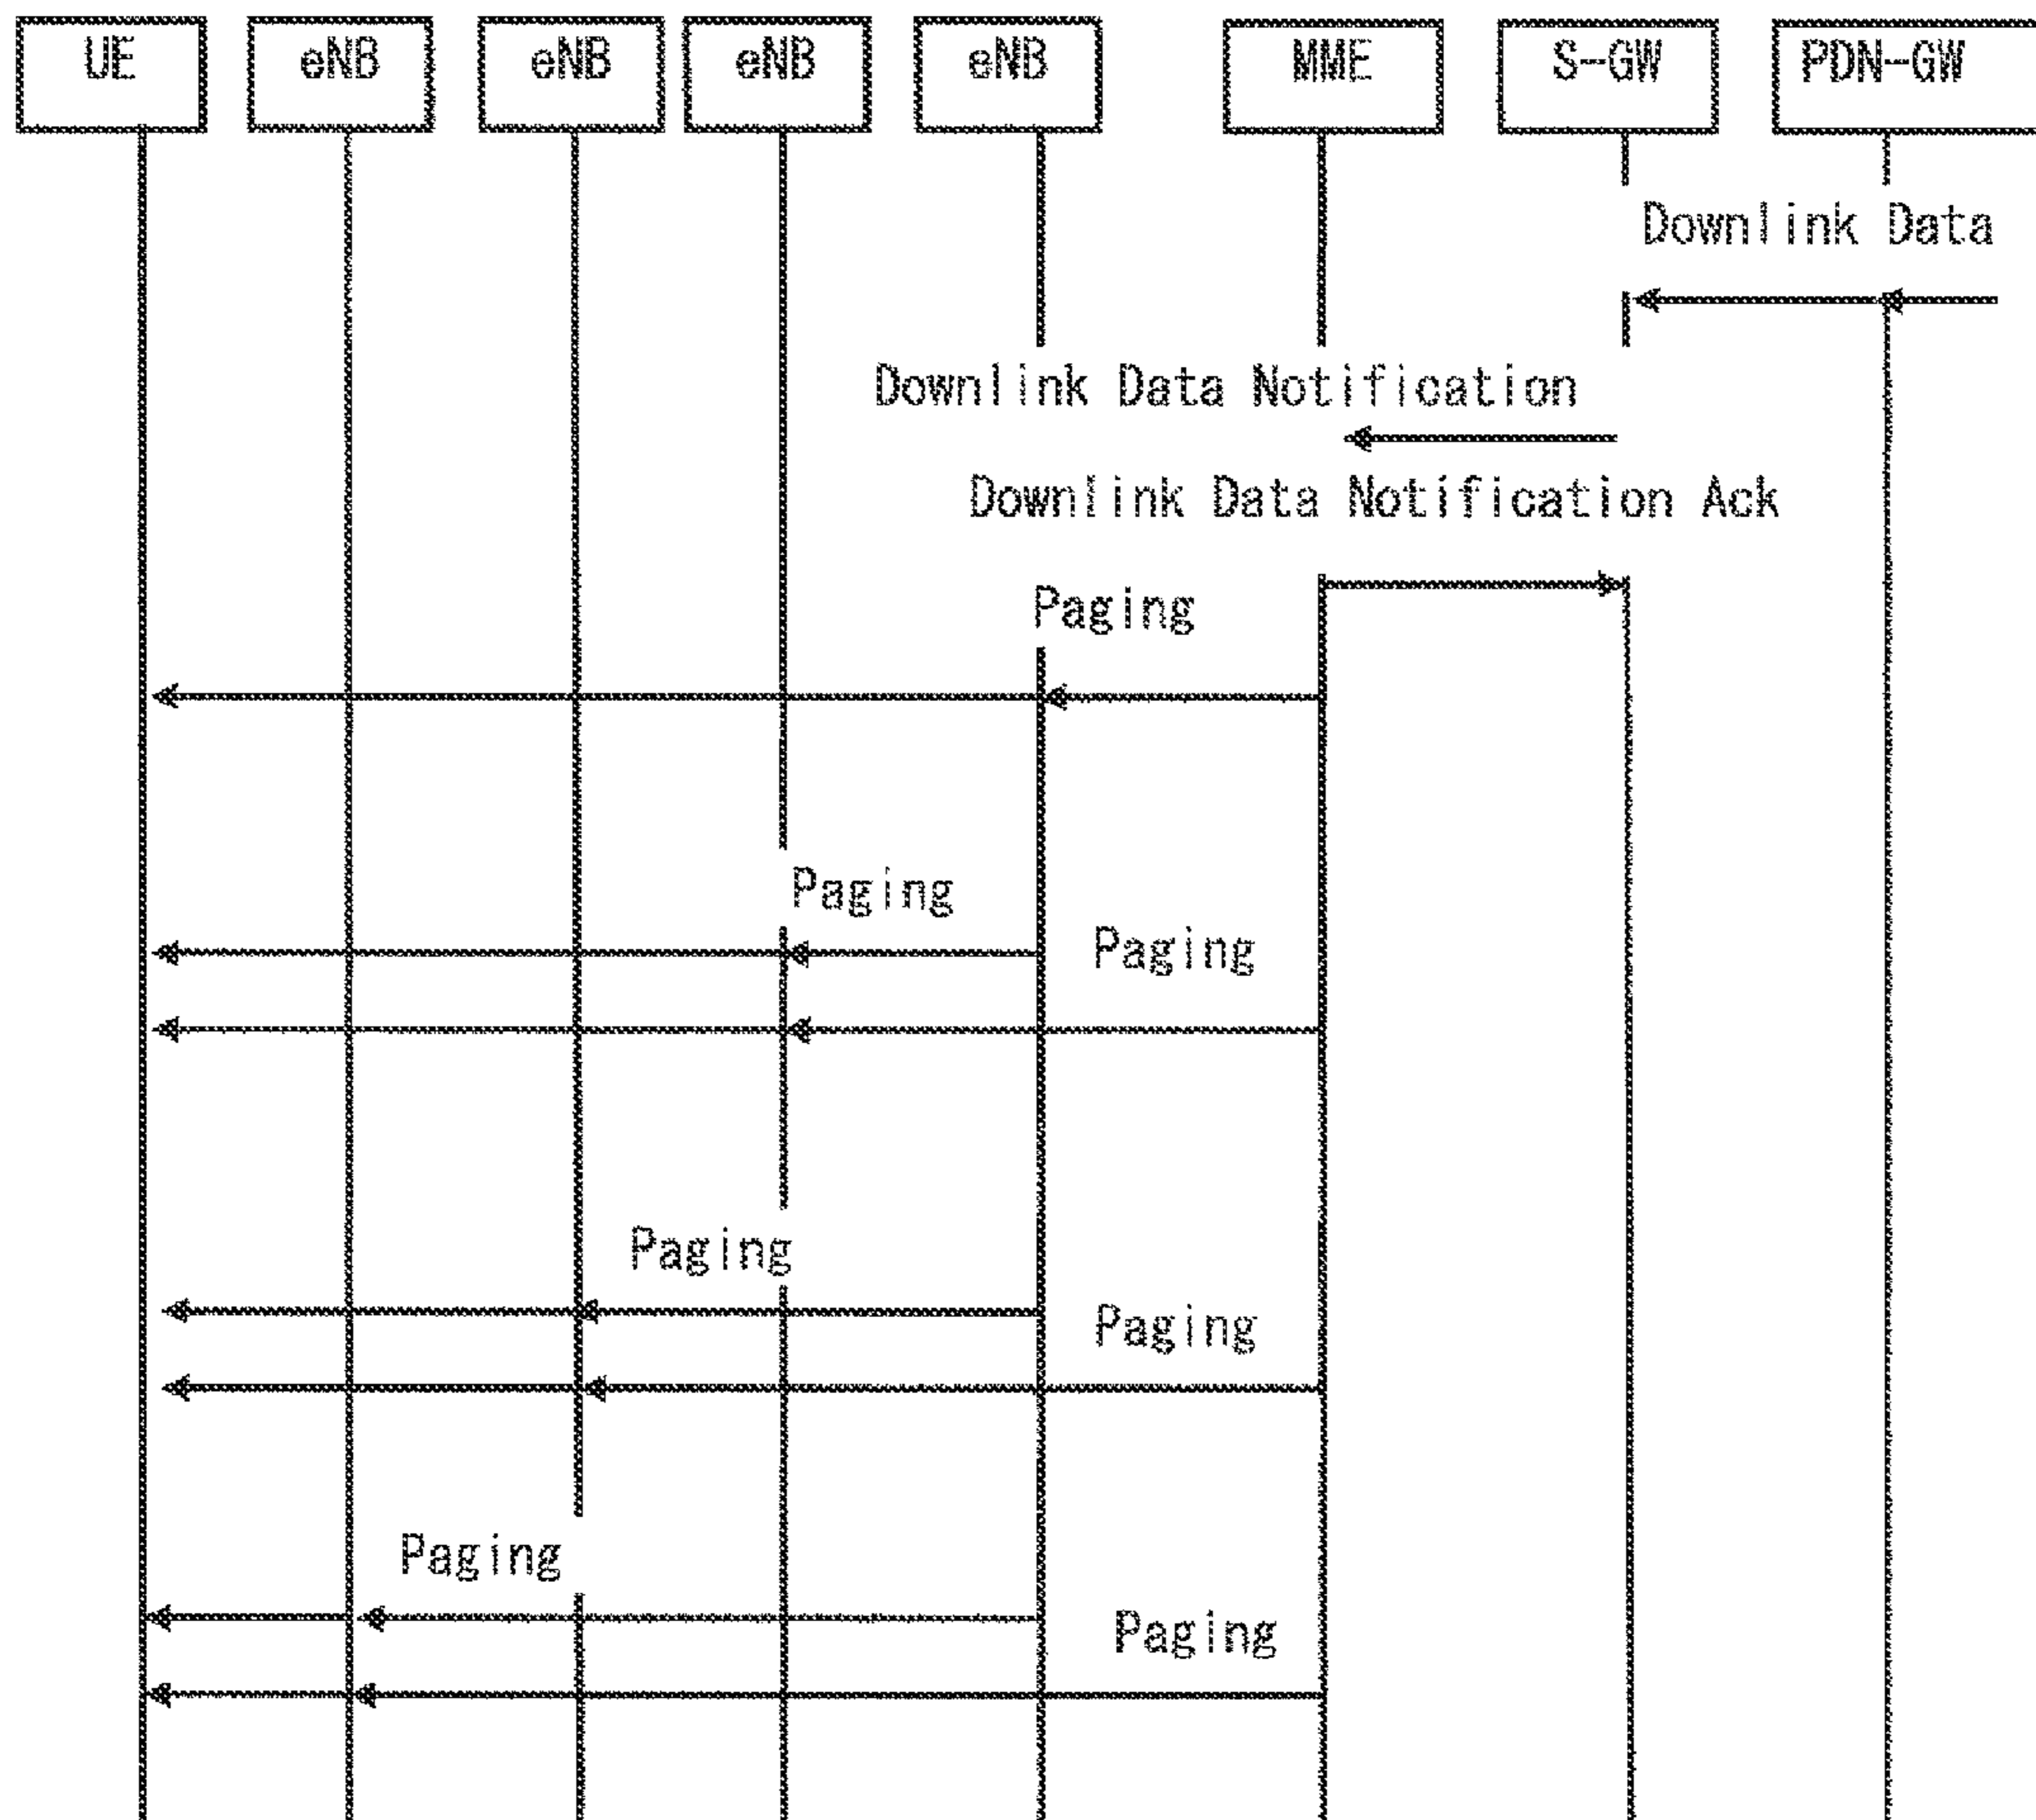 UE eNB eNB eNB eNB MME S-GW PDN-GW
Downlink Data
Downlink Data Notification
Downlink Data Notification Ack
Paging
Paging
Paging
Paging
Paging
Paging
Paging